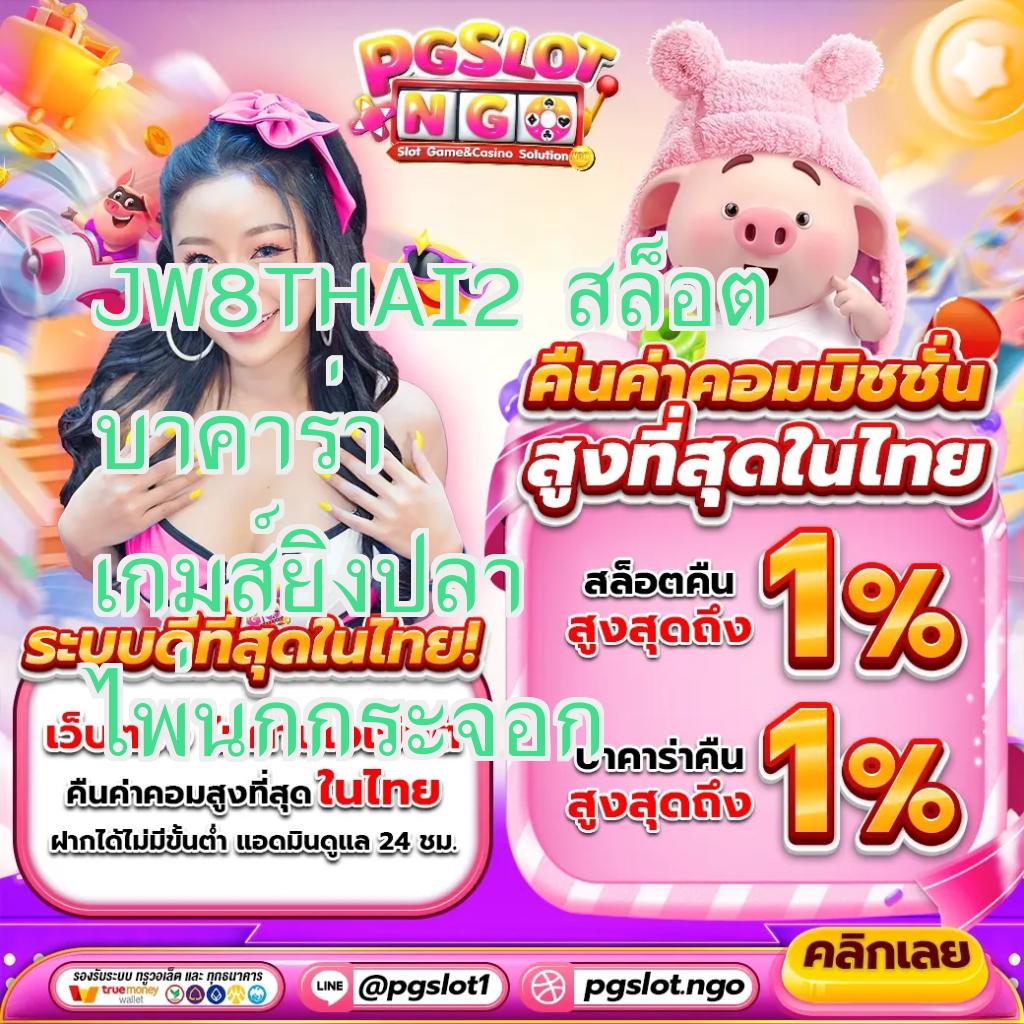 PGSLOT
NGO
Slot Game&Casino Solution
JW8THAI2 สล็อต
บาคาร่า
เกมส์ยิงปลา
ไพ่นกกระจอก
คืนค่าคอมมิชชั่น
สูงที่สุดในไทย
สล็อตคืน
สูงสุดถึง
1%
บาคาร่าคืน
สูงสุดถึง
1%
ระบบดีที่สุดในไทย!
คืนค่าคอมสูงที่สุด ในไทย
ฝากได้ไม่มีขั้นต่ำ แอดมินดูแล 24 ชม.
คลิกเลย
รองรับระบบ ทรูวอเล็ต และ ทุกธนาคาร
truemoney
wallet
LINE @pgslot1
pgslot.ngo